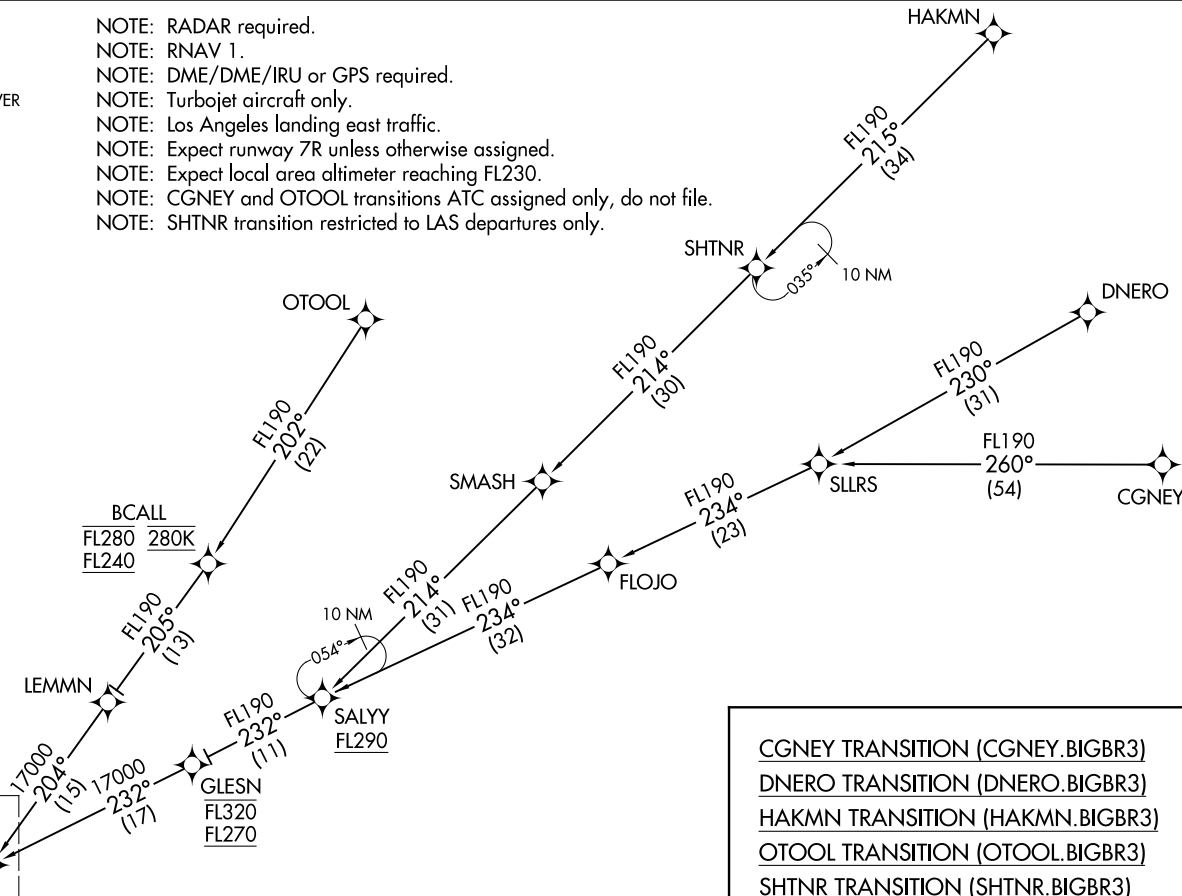 NOTE: RADAR required.
NOTE: RNAV 1.
NOTE: DME/DME/IRU or GPS required.
VER
NOTE: Turbojet aircraft only.
NOTE: Los Angeles landing east traffic.
NOTE: Expect runway 7R unless otherwise assigned.
NOTE: Expect local area altimeter reaching FL230.
NOTE: CGNEY and OTOOL transitions ATC assigned only, do not file.
NOTE: SHTNR transition restricted to LAS departures only.
HAKMN
FL190
215°
(34)
SHTNR
035°
10 NM
OTOOL
DNERO
FL190
230°
(31)
FL190
214°
(30)
FL190
202°
(22)
FL190
260°
(54)
SLLRS
CGNEY
SMASH
FL190
234°
(23)
BCALL
FL280 280K
FL240
FLOJO
FL190
214°
(31)
FL190
234°
(32)
10 NM
054°
FL190
205°
(13)
LEMMN
SALYY
FL290
FL190
232°
(11)
17000
204°
(15)
17000
232°
(17)
GLESN
FL320
FL270
CGNEY TRANSITION (CGNEY.BIGBR3)
DNERO TRANSITION (DNERO.BIGBR3)
HAKMN TRANSITION (HAKMN.BIGBR3)
OTOOL TRANSITION (OTOOL.BIGBR3)
SHTNR TRANSITION (SHTNR.BIGBR3)